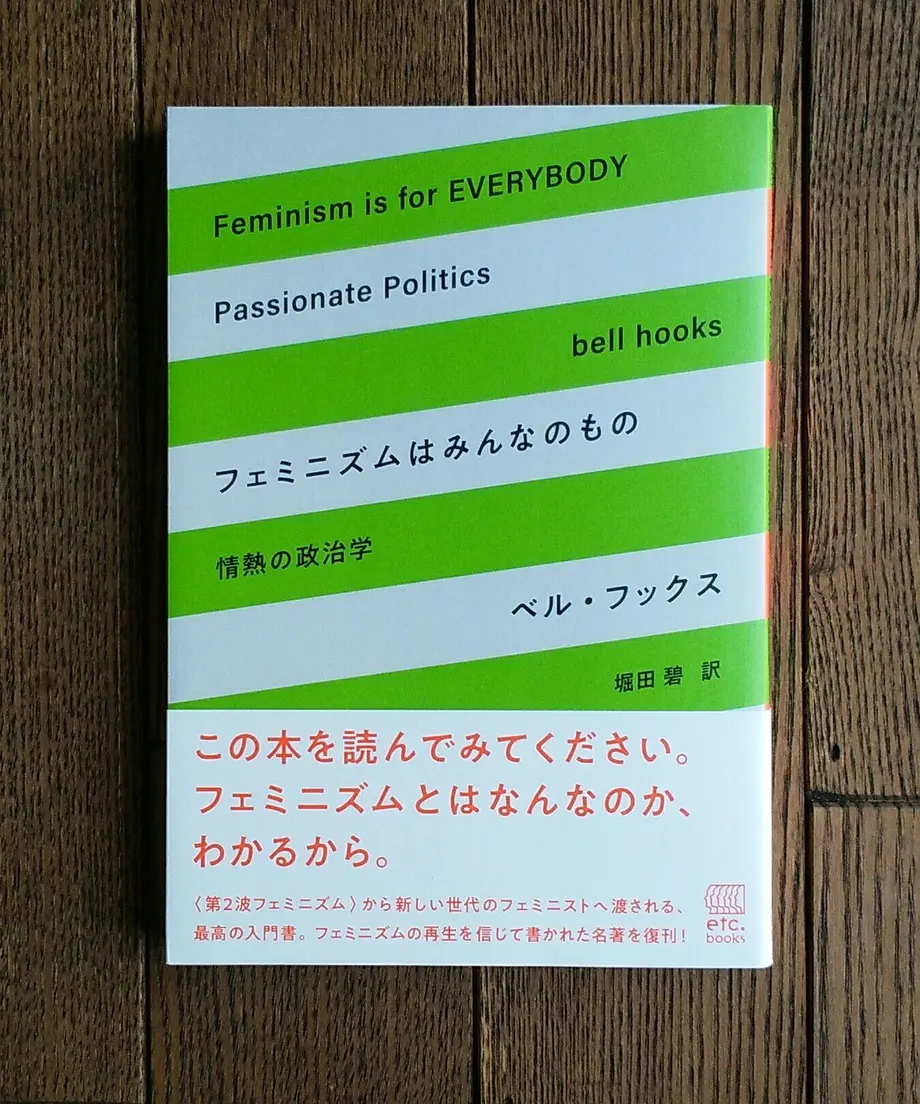 Feminism is for EVERYBODY
Passionate Politics
bell hooks
フェミニズムはみんなのもの
情熱の政治学
ベル・フックス
堀田 碧 訳
この本を読んでみてください。
フェミニズムとはなんなのか、
わかるから。
〈第2波フェミニズム〉から新しい世代のフェミニストへ渡される、
最高の入門書。フェミニズムの再生を信じて書かれた名著を復刊!
etc.
books